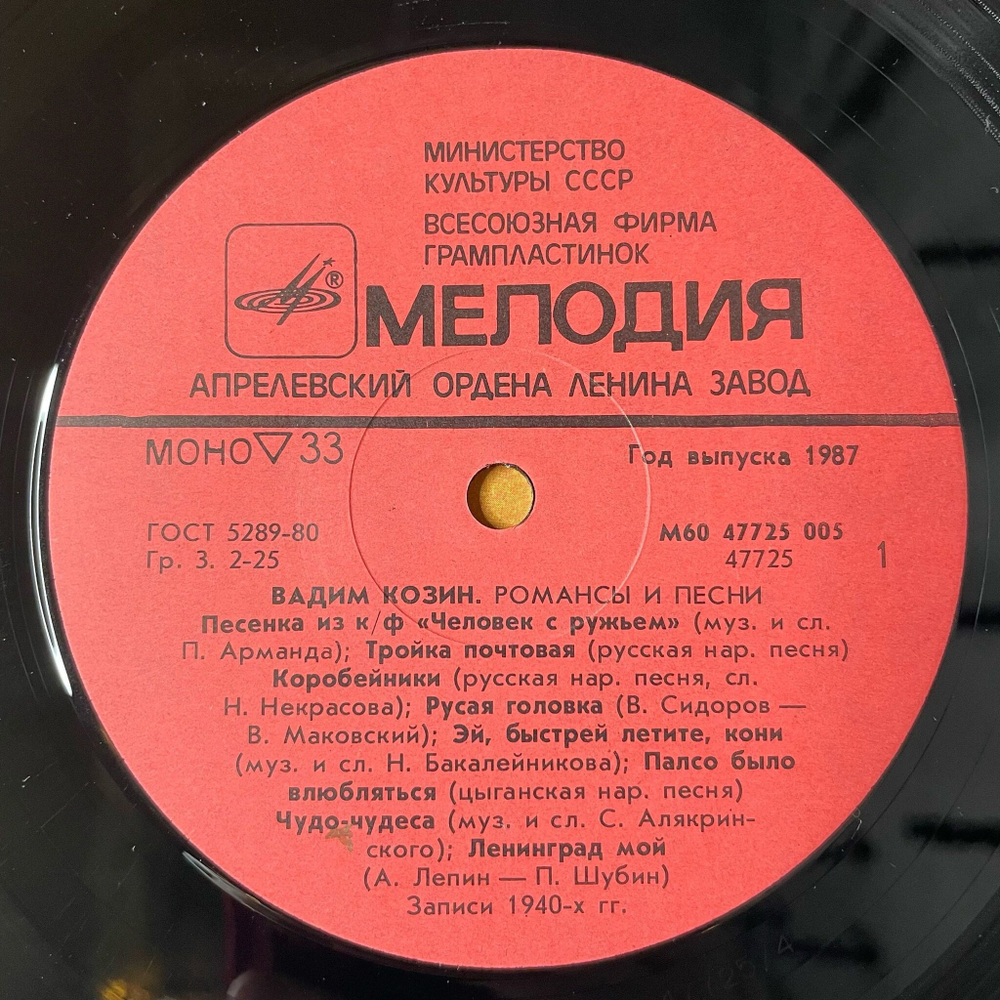 МИНИСТЕРСТВО
КУЛЬТУРЫ СССР
ВСЕСОЮЗНАЯ ФИРМА
ГРАМПЛАСТИНОК
®
МЕЛОДИЯ
АПРЕЛЕВСКИЙ ОРДЕНА ЛЕНИНА ЗАВОД
МОНО ▽ 33
Год выпуска 1987
ГОСТ 5289-80
Гр. 3. 2-25
М60 47725 005
47725
1
ВАДИМ КОЗИН. РОМАНСЫ И ПЕСНИ
Песенка из к/ф «Человек с ружьем» (муз. и сл.
П. Арманда); Тройка почтовая (русская нар. песня)
Коробейники (русская нар. песня, сл.
Н. Некрасова); Русая головка (В. Сидоров —
В. Маковский); Эй, быстрей летите, кони
(муз. и сл. Н. Бакалейникова); Палсо было
влюбляться (цыганская нар. песня)
Чудо-чудеса (муз. и сл. С. Алякрин-
ского); Ленинград мой
(А. Лепин — П. Шубин)
Записи 1940-х гг.